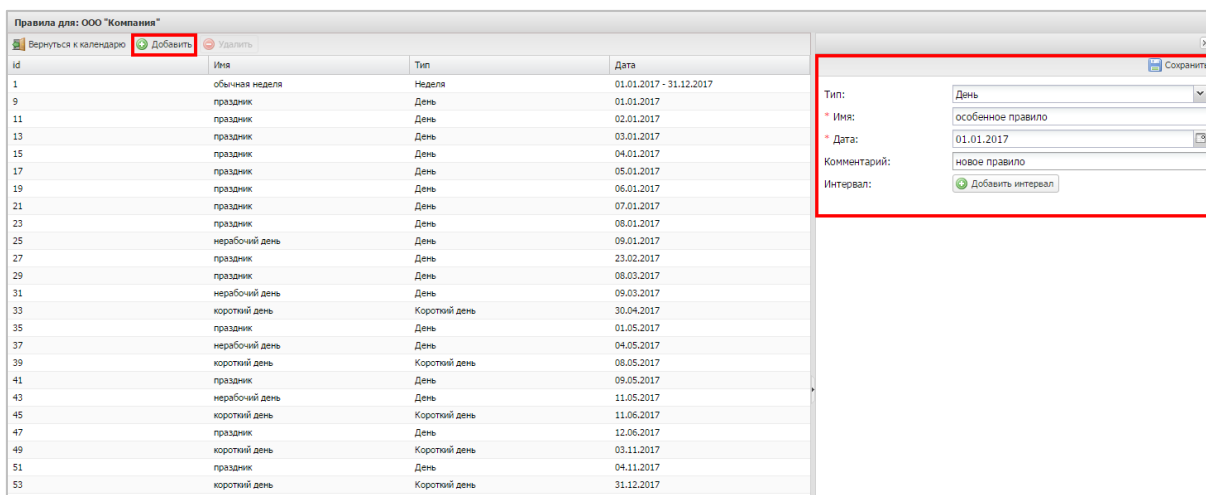 Правила для: ООО "Компания"
Вернуться к календарю Добавить Удалить
id Имя Тип Дата
1 обычная неделя Неделя 01.01.2017 - 31.12.2017
9 праздник День 01.01.2017
11 праздник День 02.01.2017
13 праздник День 03.01.2017
15 праздник День 04.01.2017
17 праздник День 05.01.2017
19 праздник День 06.01.2017
21 праздник День 07.01.2017
23 праздник День 08.01.2017
25 нерабочий день День 09.01.2017
27 праздник День 23.02.2017
29 праздник День 08.03.2017
31 нерабочий день День 09.03.2017
33 короткий день Короткий день 30.04.2017
35 праздник День 01.05.2017
37 нерабочий день День 04.05.2017
39 короткий день Короткий день 08.05.2017
41 праздник День 09.05.2017
43 нерабочий день День 11.05.2017
45 короткий день Короткий день 11.06.2017
47 праздник День 12.06.2017
49 короткий день Короткий день 03.11.2017
51 праздник День 04.11.2017
53 короткий день Короткий день 31.12.2017
Сохранить
Тип: День
* Имя: особенное правило
* Дата: 01.01.2017
Комментарий: новое правило
Интервал: Добавить интервал